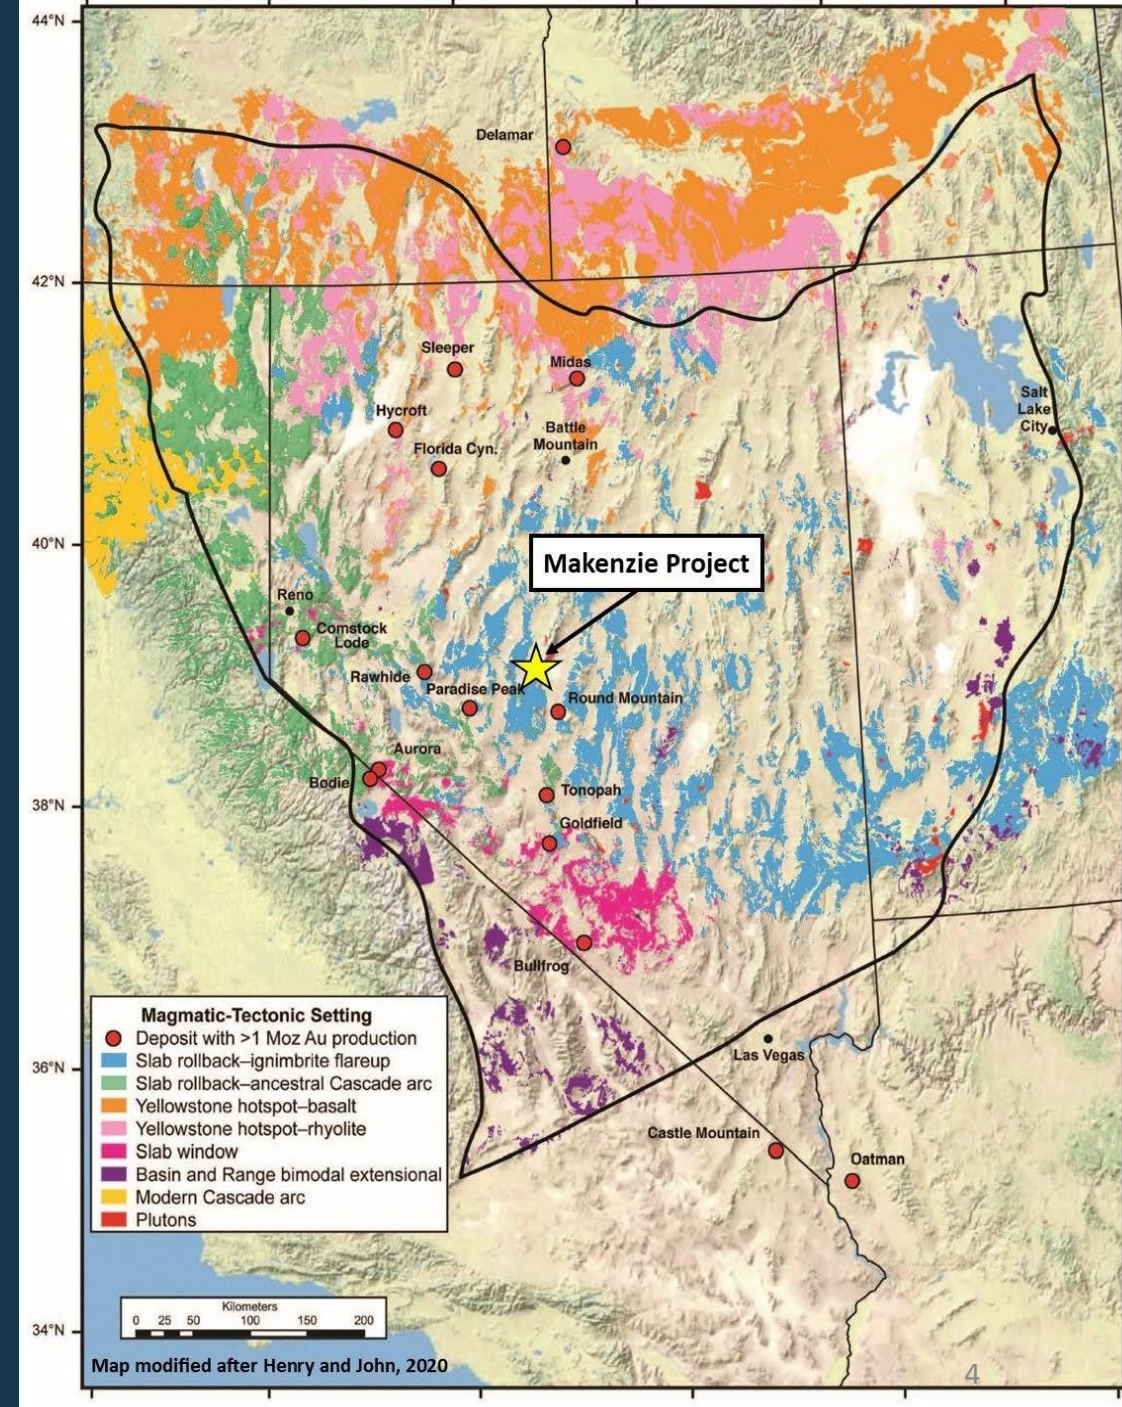 44°N
Delamar
42°N
Sleeper
Midas
Hycroft
Battle
Mountain
Florida Cyn.
Salt
Lake
City
40°N
Makenzie Project
Reno
Comstock
Lode
Rawhide
Paradise Peak
Round Mountain
Aurora
Bodie
38°N
Tonopah
Goldfield
Bullfrog
Magmatic-Tectonic Setting
Deposit with >1 Moz Au production
Slab rollback–ignimbrite flareup
Slab rollback–ancestral Cascade arc
Yellowstone hotspot–basalt
Yellowstone hotspot–rhyolite
Slab window
Basin and Range bimodal extensional
Modern Cascade arc
Plutons
36°N
Las Vegas
Castle Mountain
Oatman
Kilometers
0 25 50 100 150 200
34°N
Map modified after Henry and John, 2020
4